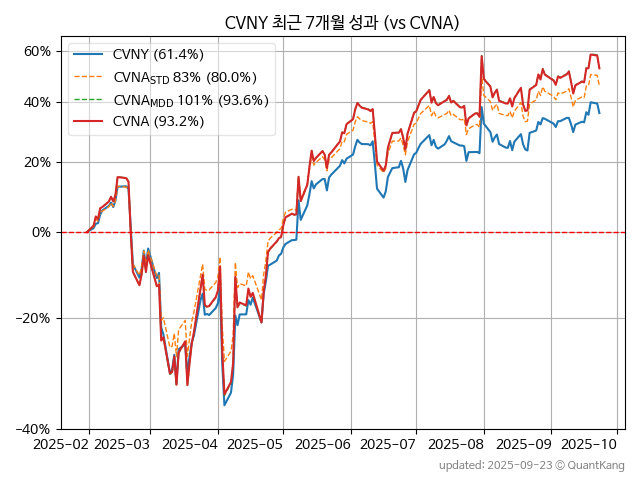 CVNY 최근 7개월 성과 (vs CVNA)
CVNY (61.4%)
CVNASTD 83% (80.0%)
CVNAMDD 101% (93.6%)
CVNA (93.2%)
60%
40%
20%
0%
−20%
−40%
2025−02 2025−03 2025−04 2025−05 2025−06 2025−07 2025−08 2025−09 2025−10
updated: 2025−09−23 ⓒ QuantKang